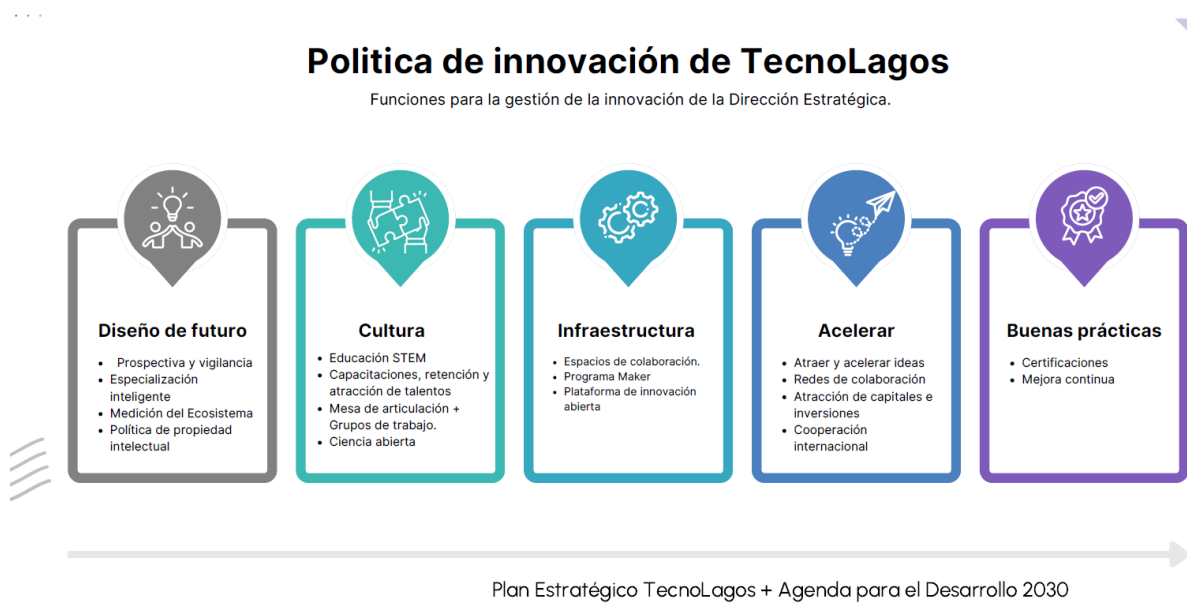 Politica de innovación de TecnoLagos
Funciones para la gestión de la innovación de la Dirección Estratégica.
Diseño de futuro
• Prospectiva y vigilancia
• Especialización
inteligente
• Medición del Ecosistema
• Política de propiedad
intelectual
Cultura
• Educación STEM
• Capacitaciones, retención y
atracción de talentos
• Mesa de articulación +
Grupos de trabajo.
• Ciencia abierta
Infraestructura
• Espacios de colaboración.
• Programa Maker
• Plataforma de innovación
abierta
Acelerar
• Atraer y acelerar ideas
• Redes de colaboración
• Atracción de capitales e
inversiones
• Cooperación
internacional
Buenas prácticas
• Certificaciones
• Mejora continua
Plan Estratégico TecnoLagos + Agenda para el Desarrollo 2030